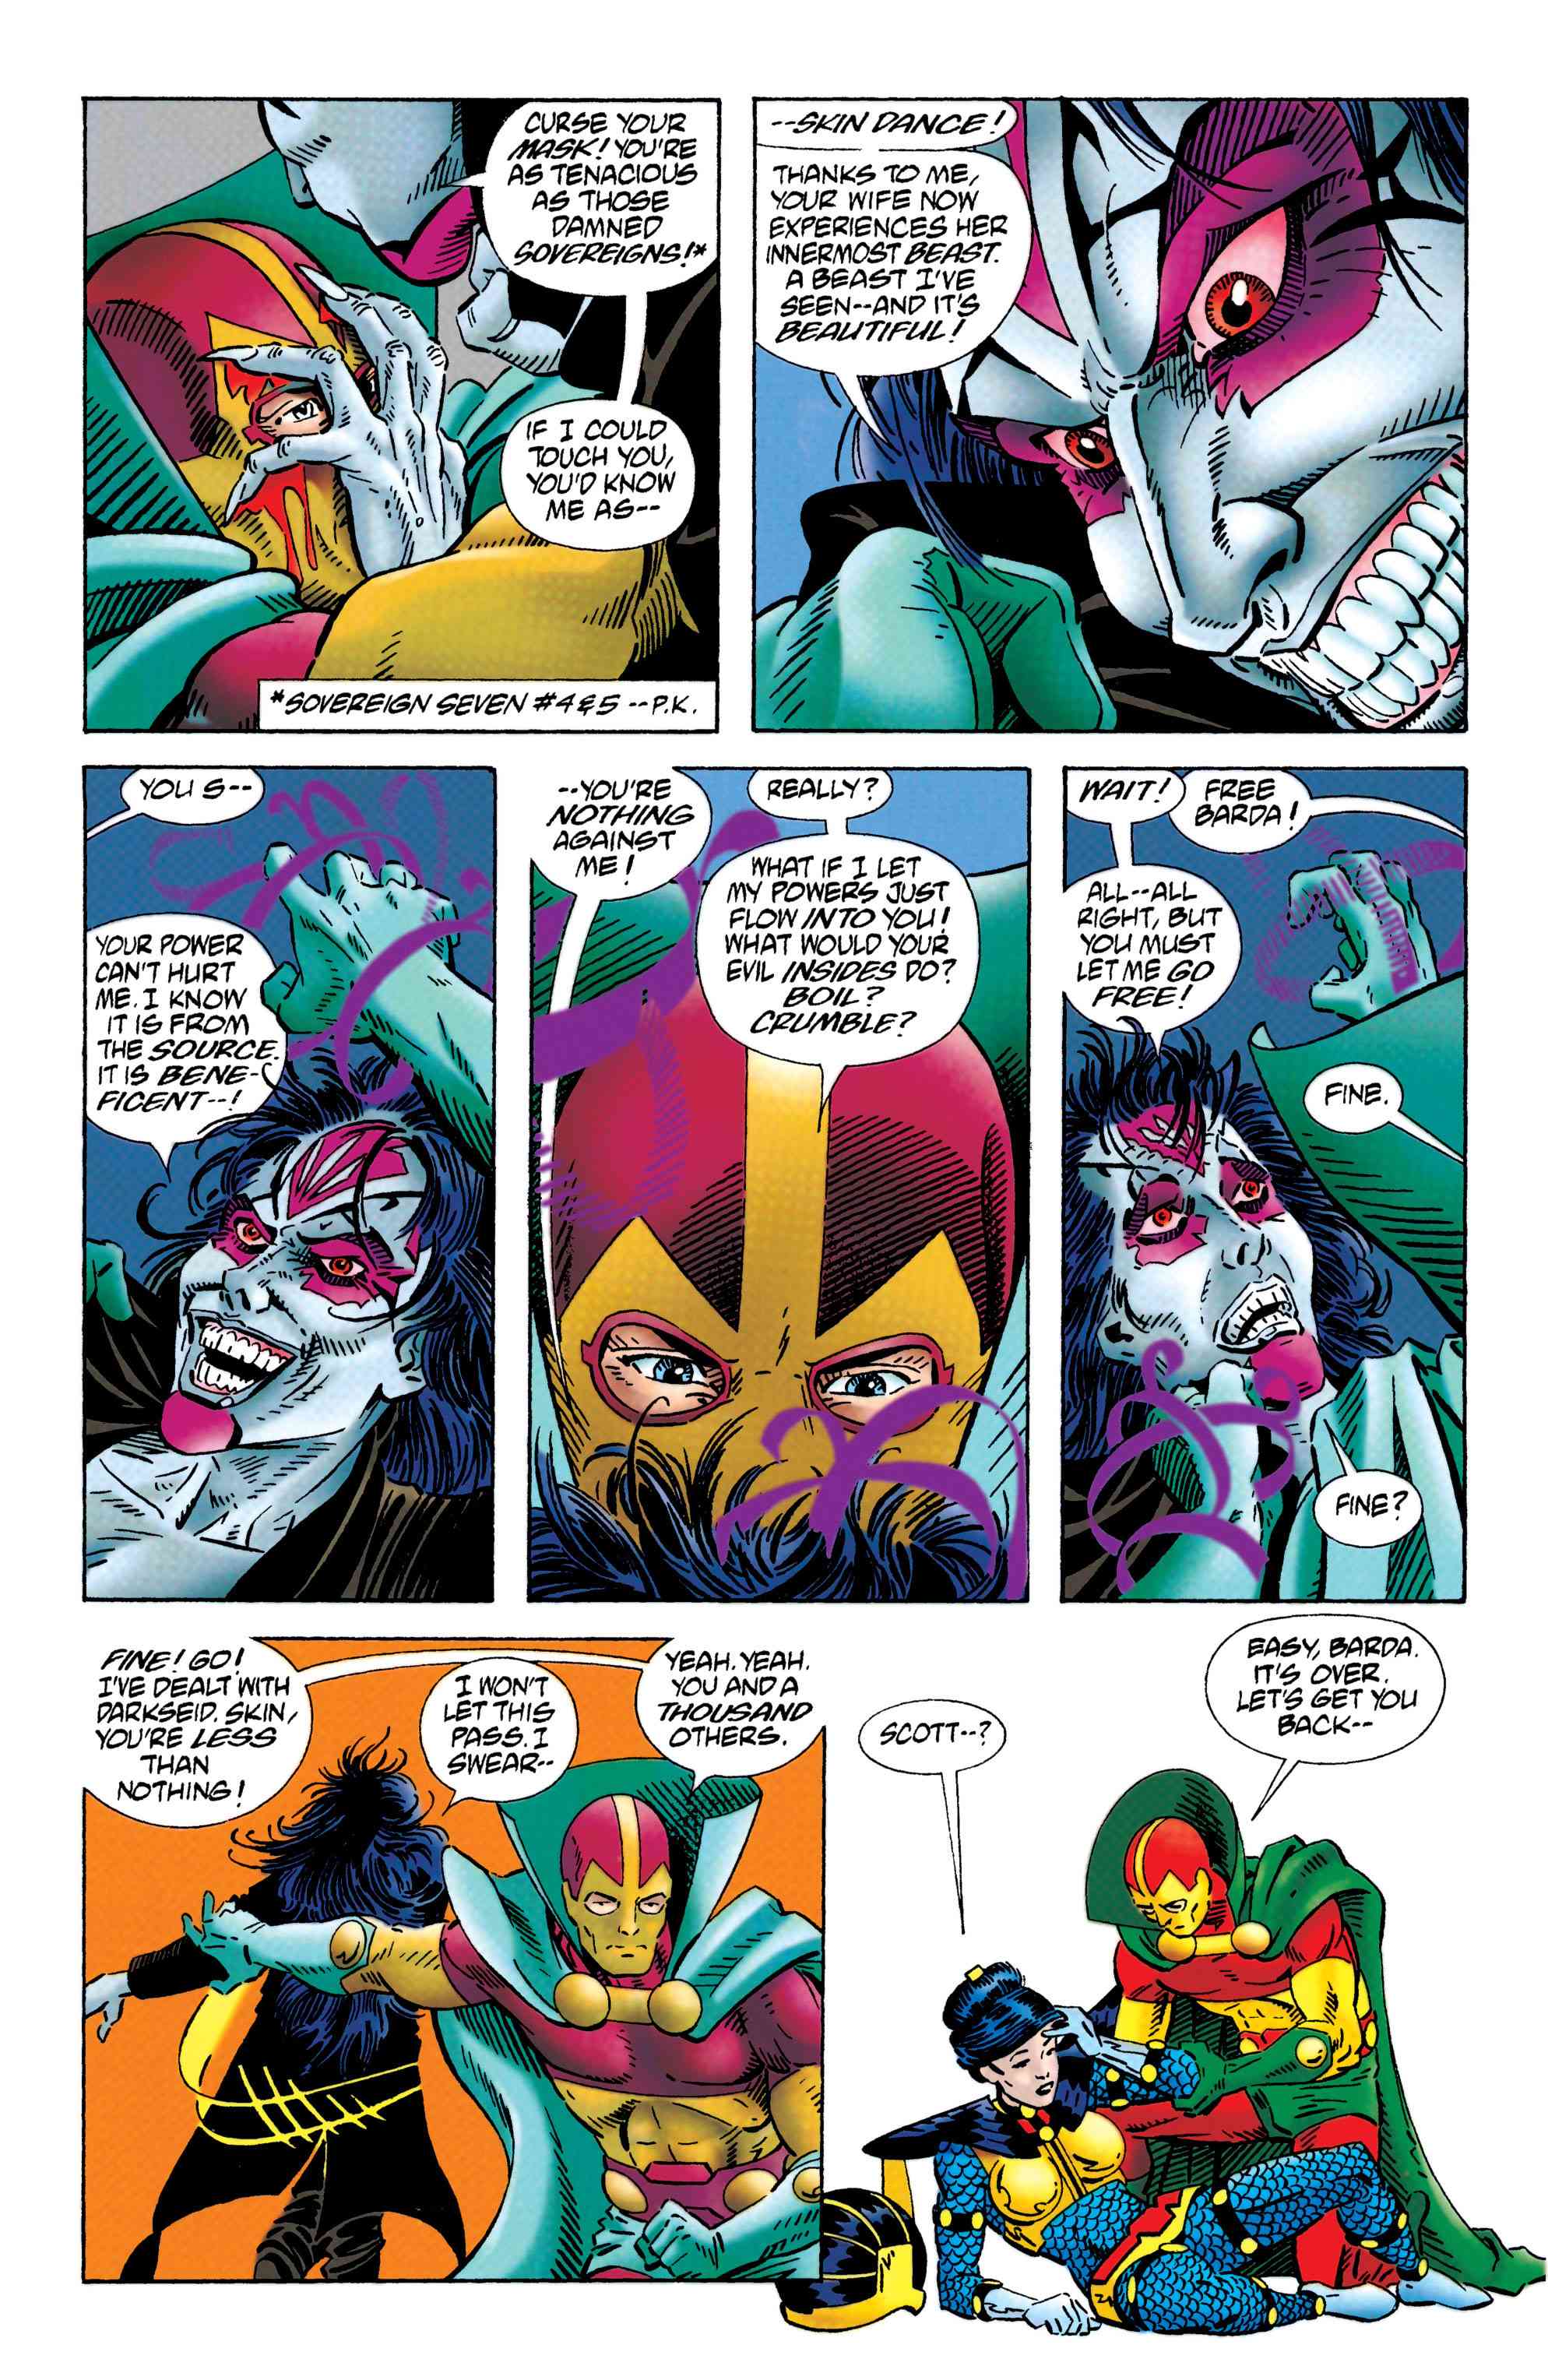 CURSE YOUR
MASK! YOU'RE
AS TENACIOUS
AS THOSE
DAMNED
SOVEREIGNS!*
IF I COULD
TOUCH YOU,
YOU'D KNOW
ME AS--
*SOVEREIGN SEVEN #4&5 --P.K.
--SKIN DANCE!
THANKS TO ME,
YOUR WIFE NOW
EXPERIENCES HER
INNERMOST BEAST.
A BEAST I'VE
SEEN--AND IT'S
BEAUTIFUL!
YOU S--
YOUR POWER
CAN'T HURT
ME. I KNOW
IT IS FROM
THE SOURCE.
IT IS BENE-
FICENT--!
--YOU'RE
NOTHING
AGAINST
ME!
REALLY?
WHAT IF I LET
MY POWERS JUST
FLOW INTO YOU!
WHAT WOULD YOUR
EVIL INSIDES DO?
BOIL?
CRUMBLE?
WAIT!
FREE
BARDA!
ALL--ALL
RIGHT, BUT
YOU MUST
LET ME GO
FREE!
FINE.
FINE?
FINE! GO!
I'VE DEALT WITH
DARKSEID. SKIN,
YOU'RE LESS
THAN
NOTHING!
I WON'T
LET THIS
PASS. I
SWEAR--
YEAH. YEAH.
YOU AND A
THOUSAND
OTHERS.
SCOTT--?
EASY, BARDA.
IT'S OVER.
LET'S GET YOU
BACK--